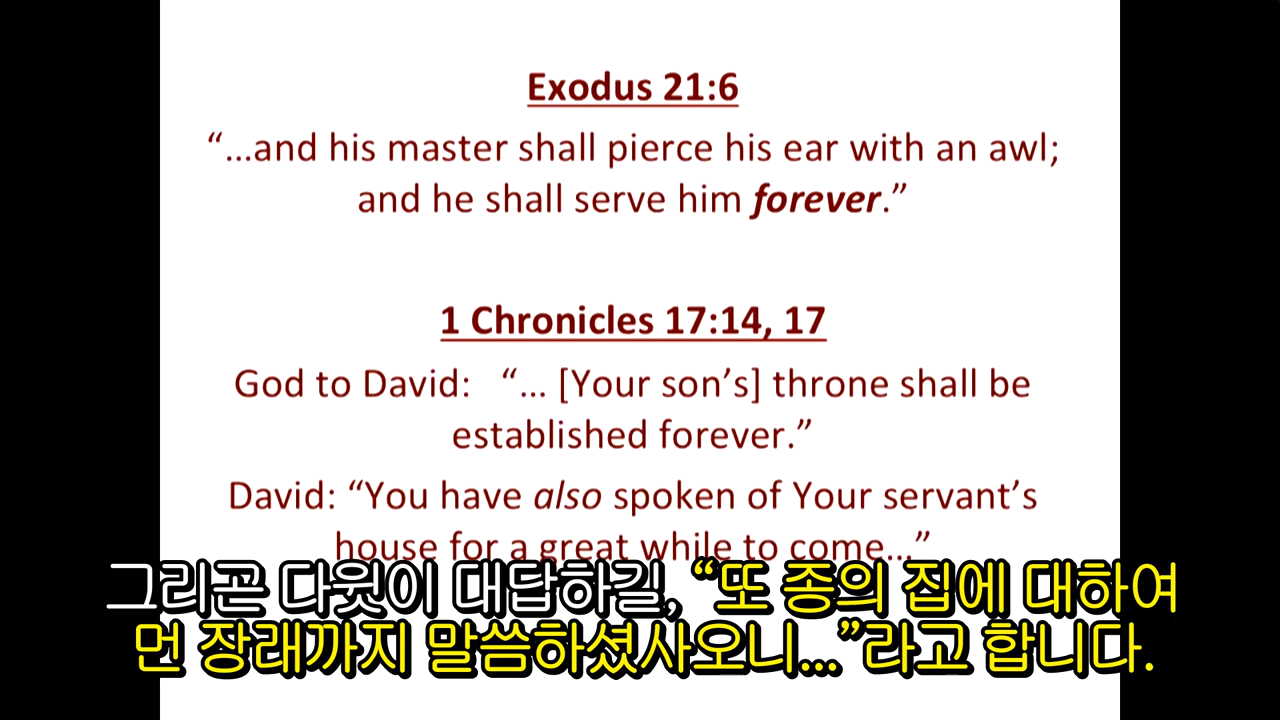 Exodus 21:6
“…and his master shall pierce his ear with an awl;
and he shall serve him forever.”
1 Chronicles 17:14, 17
God to David: “… [Your son’s] throne shall be
established forever.”
David: “You have also spoken of Your servant’s
house for a great while to come…”
그리곤 다윗이 대답하길, “또 종의 집에 대하여
먼 장래까지 말씀하셨사오니...”라고 합니다.